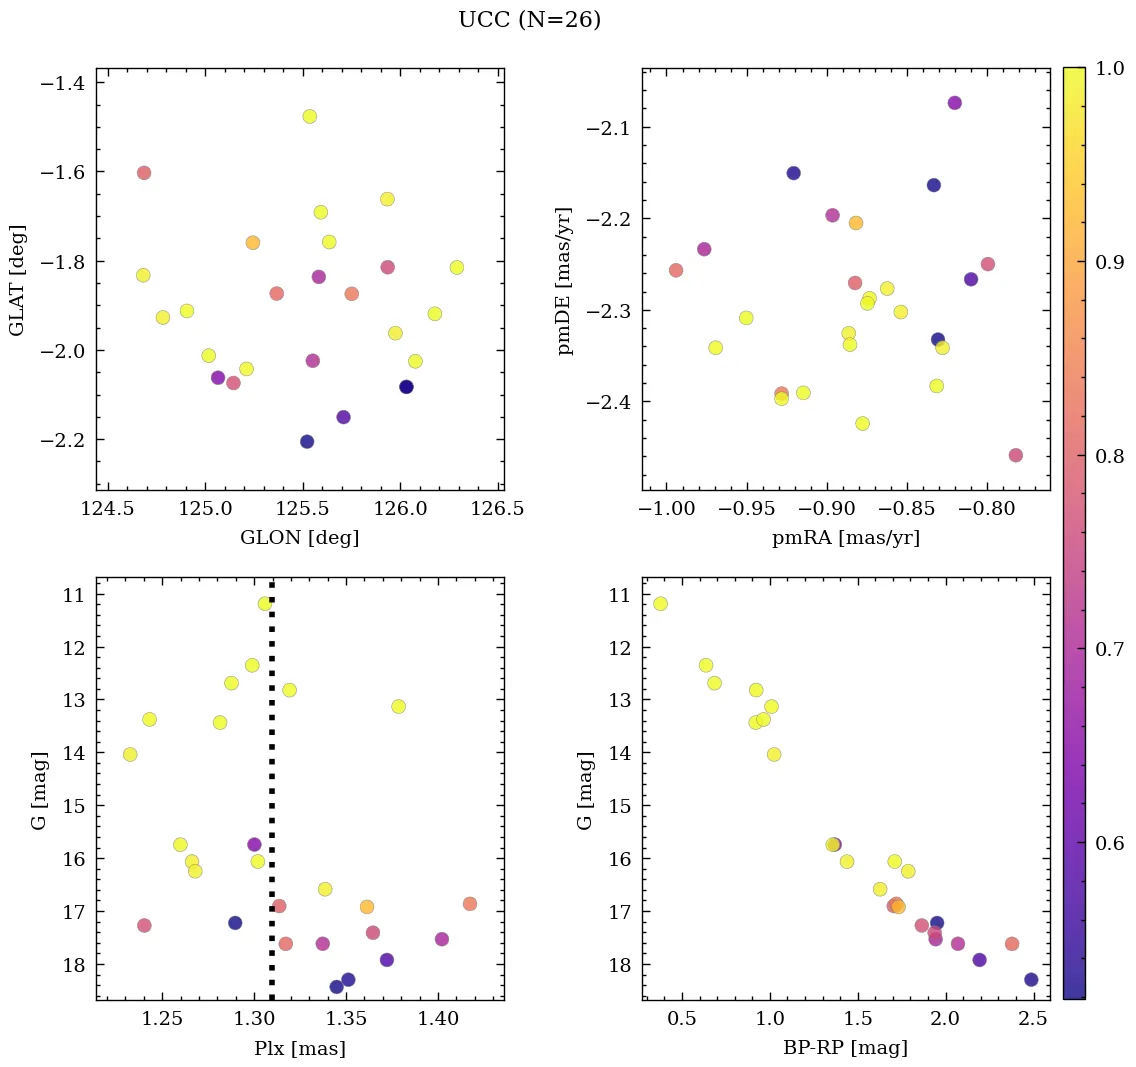 UCC (N=26)
−1.4
−1.6
−1.8
−2.0
−2.2
GLAT [deg]
124.5 125.0 125.5 126.0 126.5
GLON [deg]
−2.1
−2.2
−2.3
−2.4
pmDE [mas/yr]
−1.00 −0.95 −0.90 −0.85 −0.80
pmRA [mas/yr]
11
12
13
14
15
16
17
18
G [mag]
1.25 1.30 1.35 1.40
Plx [mas]
11
12
13
14
15
16
17
18
G [mag]
0.5 1.0 1.5 2.0 2.5
BP-RP [mag]
1.0
0.9
0.8
0.7
0.6